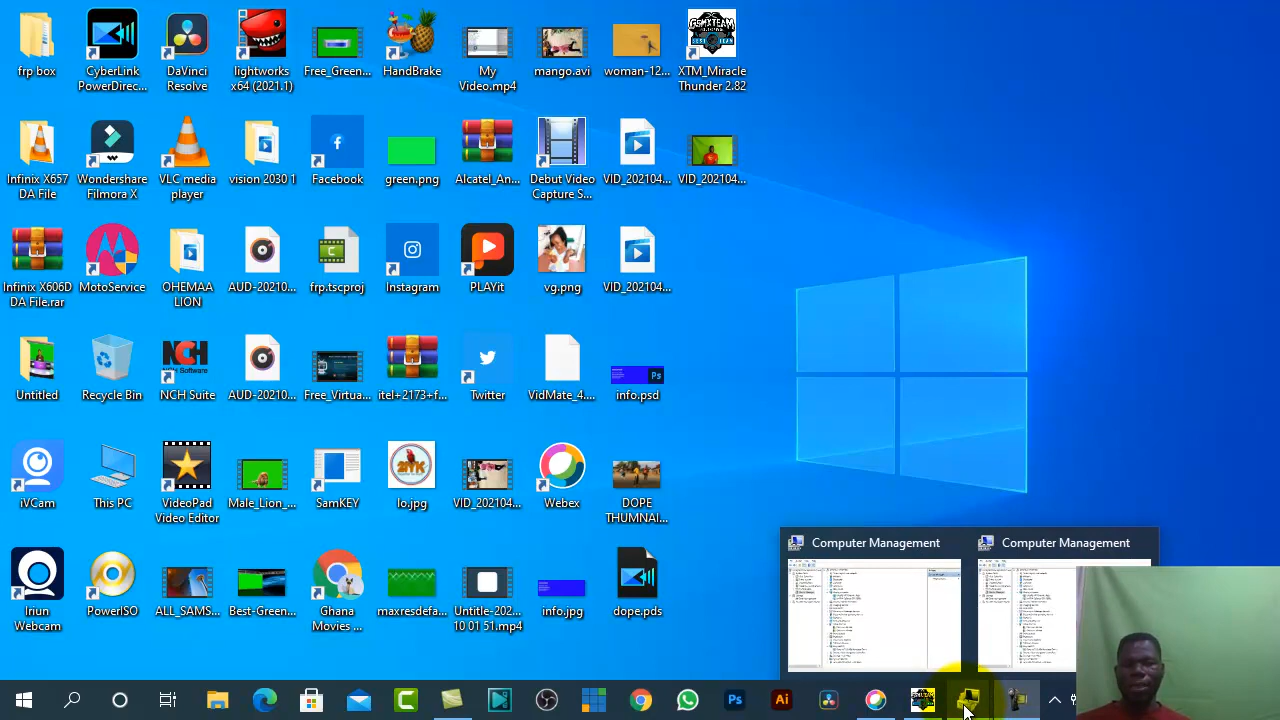 frp box
CyberLink
PowerDirec...
DaVinci
Resolve
lightworks
x64 (2021.1)
Free_Green...
HandBrake
My
Video.mp4
mango.avi
woman-12...
XTM_Miracle
Thunder 2.82
Infinix X657
DA File
Wondershare
Filmora X
VLC media
player
vision 2030 1
Facebook
green.png
Alcatel_An...
Debut Video
Capture S...
VID_202104...
VID_202104...
Infinix X606D
DA File.rar
MotoService
OHEMAA
LION
AUD-20210...
frp.tscproj
Instagram
PLAYit
vg.png
VID_202104...
Untitled
Recycle Bin
NCH Suite
AUD-20210...
Free_Virtua...
itel+2173+f...
Twitter
VidMate_4....
info.psd
iVCam
This PC
VideoPad
Video Editor
Male_Lion_...
SamKEY
lo.jpg
VID_202104...
Webex
DOPE
THUMNAI...
Iriun
Webcam
PowerISO
ALL_SAMS...
Best-Green...
Ghana
Movies ...
maxresdefa...
Untitle-202...
10 01 51.mp4
info.jpg
dope.pds
Computer Management
Computer Management